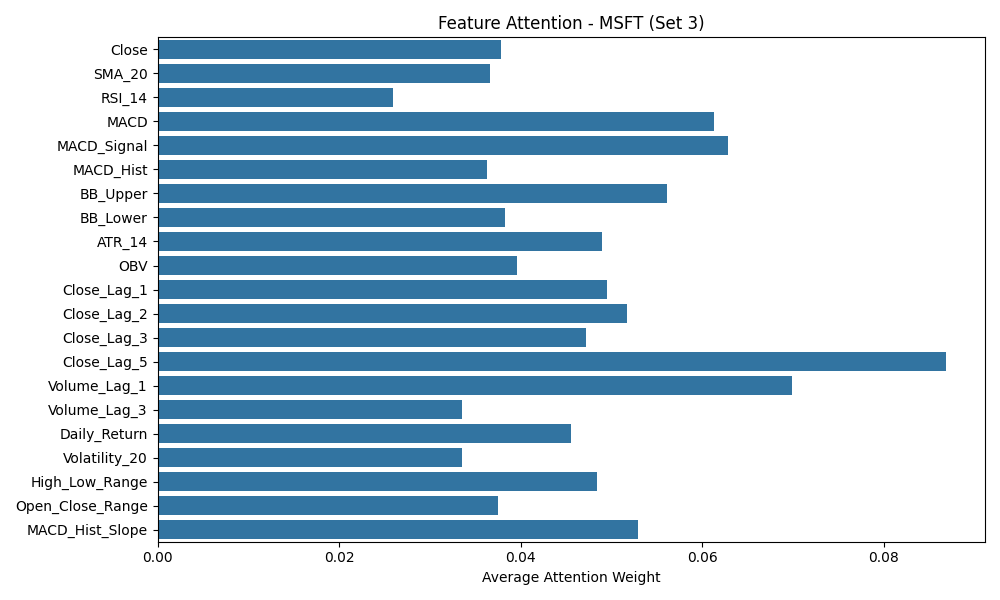 Feature Attention - MSFT (Set 3)
Close
SMA_20
RSI_14
MACD
MACD_Signal
MACD_Hist
BB_Upper
BB_Lower
ATR_14
OBV
Close_Lag_1
Close_Lag_2
Close_Lag_3
Close_Lag_5
Volume_Lag_1
Volume_Lag_3
Daily_Return
Volatility_20
High_Low_Range
Open_Close_Range
MACD_Hist_Slope
0.00 0.02 0.04 0.06 0.08
Average Attention Weight